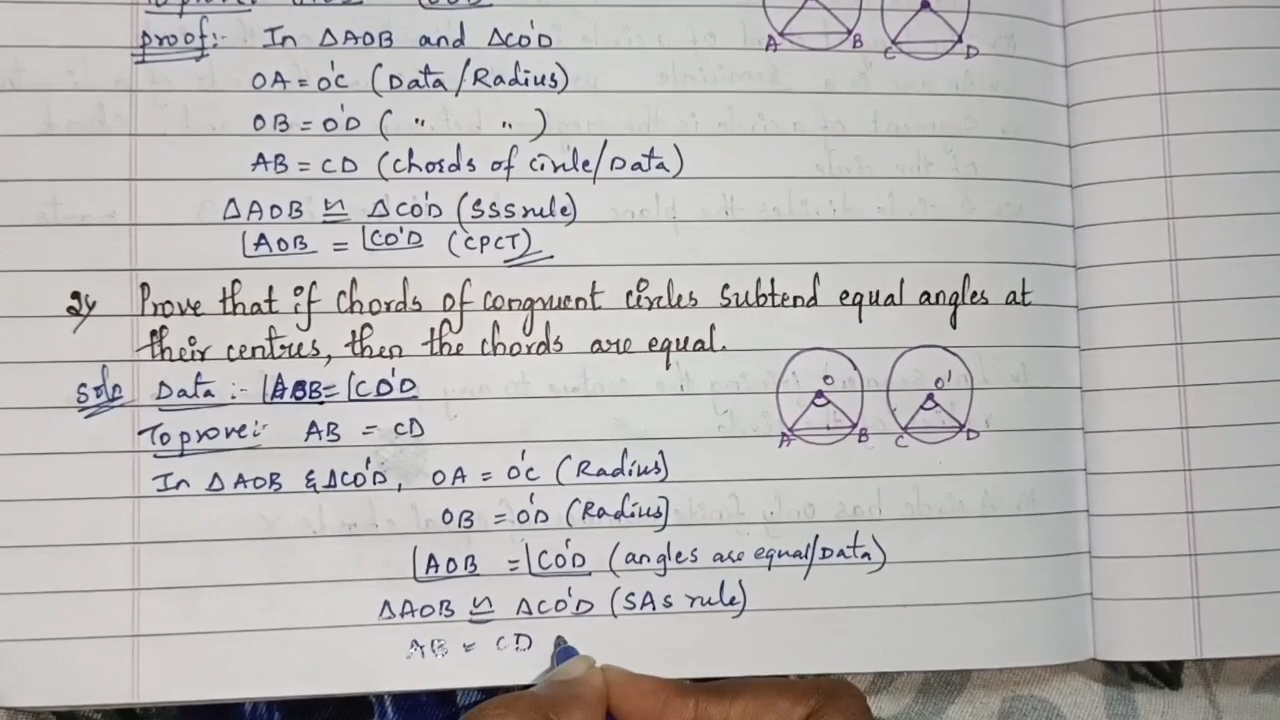 proof:- In ΔAOB and ΔCO'D
A B C D
OA = O'C (Data/Radius)
OB = O'D ( " " )
AB = CD (chords of circle/Data)
ΔAOB ≅ ΔCO'D (SSS rule)
∠AOB = ∠CO'D (CPCT)
2) Prove that if chords of congruent circles subtend equal angles at
their centres, then the chords are equal.
Soln Data:- ∠AOB = ∠CO'D
O O'
To prove:- AB = CD
A B C D
In ΔAOB & ΔCO'D, OA = O'C (Radius)
OB = O'D (Radius)
∠AOB = ∠CO'D (angles are equal/Data)
ΔAOB ≅ ΔCO'D (SAS rule)
AB = CD